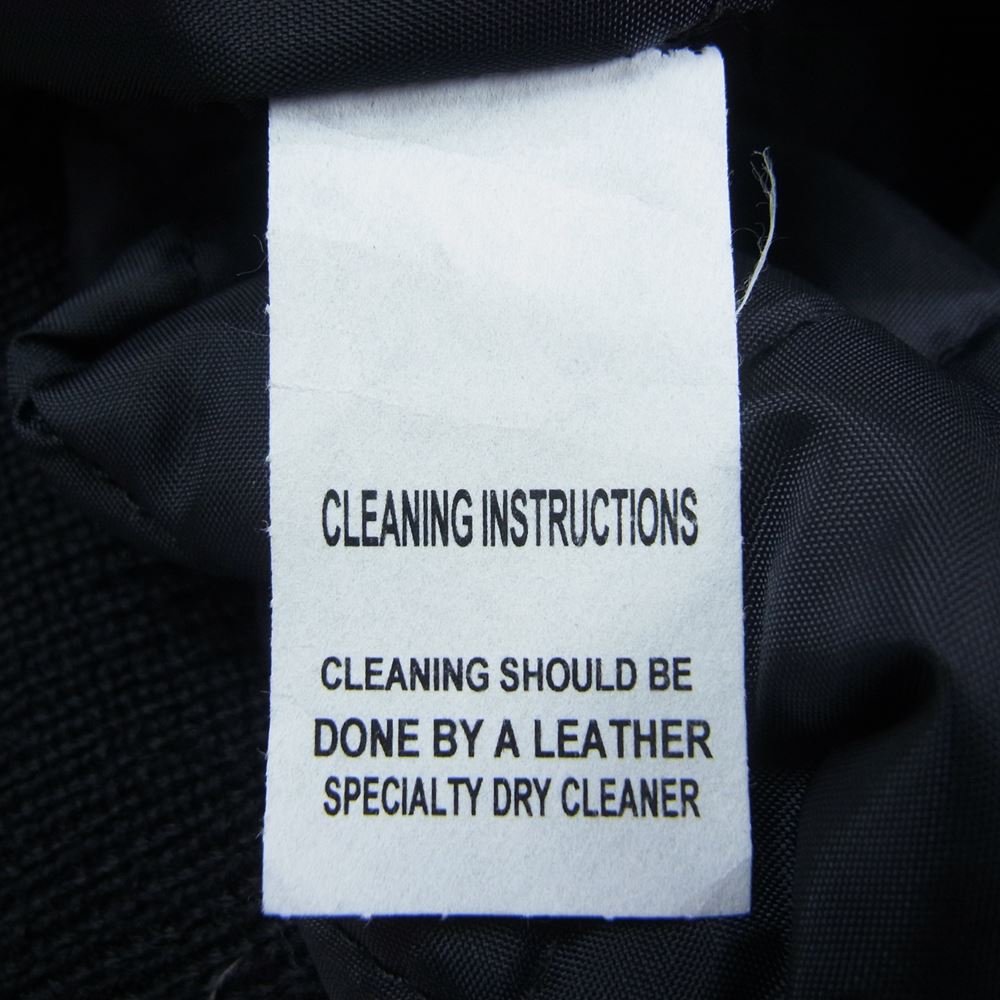 CLEANING INSTRUCTIONS
CLEANING SHOULD BE
DONE BY A LEATHER
SPECIALTY DRY CLEANER